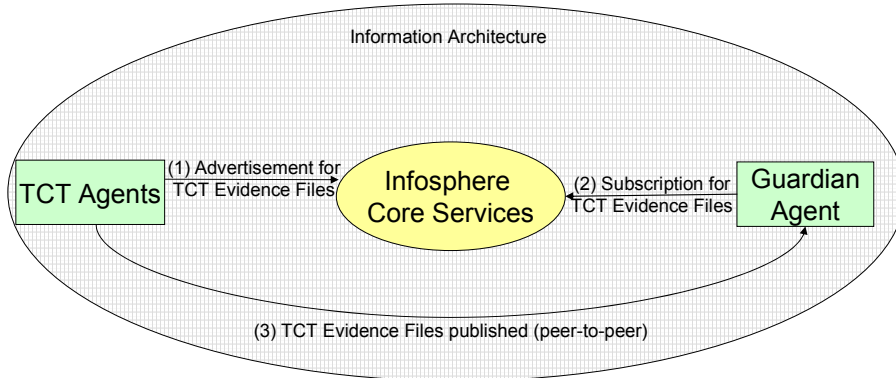 Information Architecture
(1) Advertisement for
TCT Evidence Files
TCT Agents
Infosphere
Core Services
(2) Subscription for
TCT Evidence Files
Guardian
Agent
(3) TCT Evidence Files published (peer-to-peer)